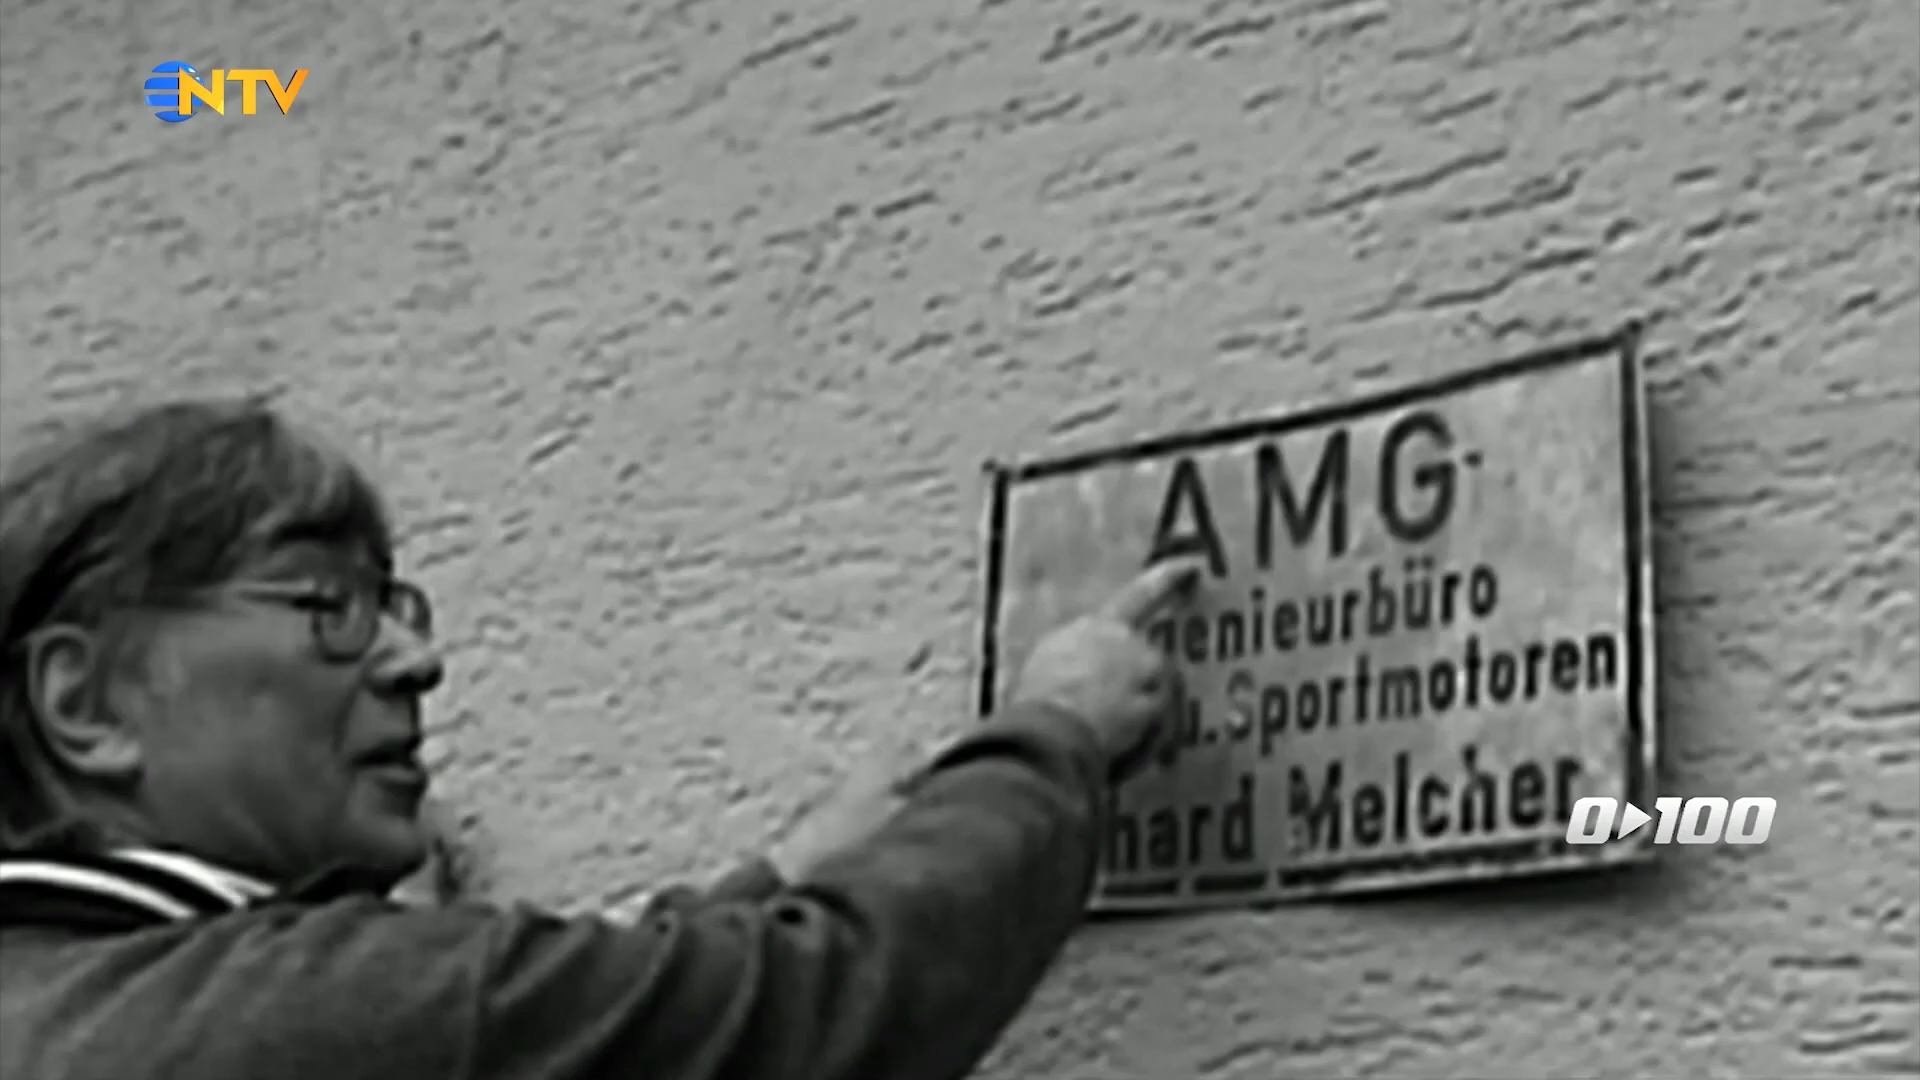 NTV
AMG-
genieurbüro
u. Sportmotoren
hard Melcher
0 100